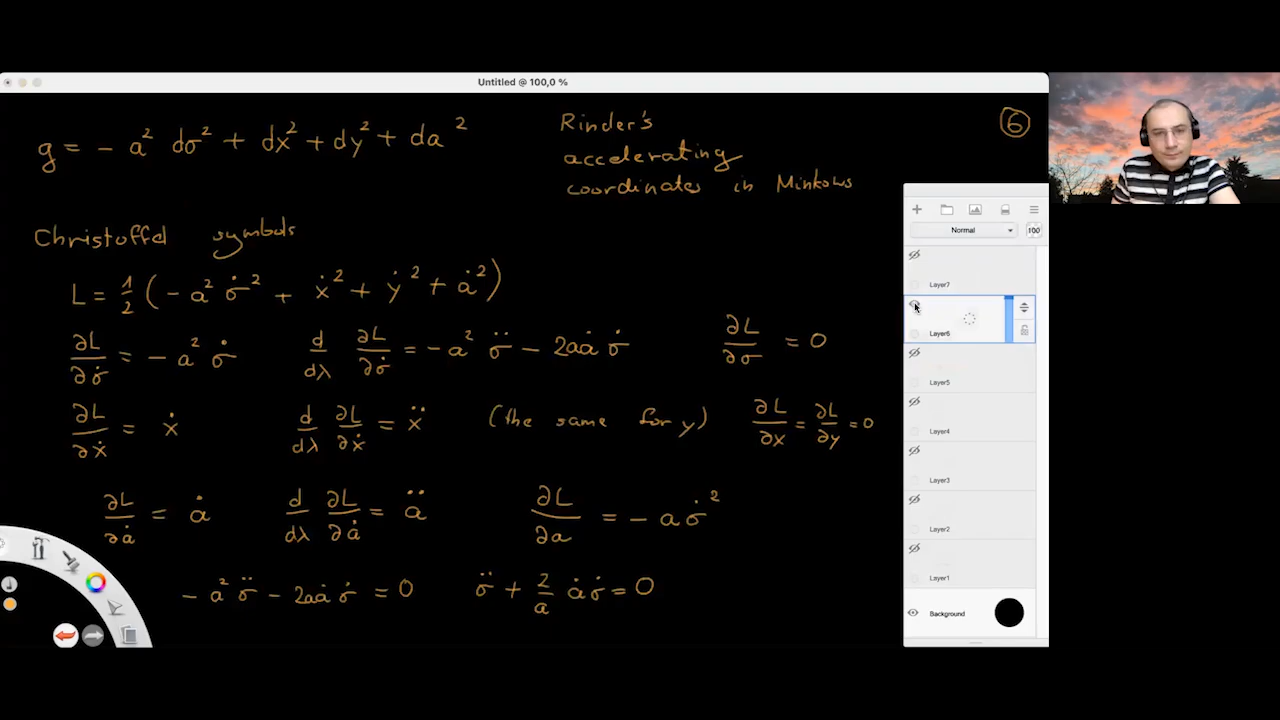 Untitled @ 100,0 %
g = - a² dσ² + dx² + dy² + da²
Rinder's
accelerating
coordinates in Minkows
6
Christoffel symbols
L = 1/2 ( - a² σ̇² + ẋ² + ẏ² + ȧ² )
∂L/∂σ̇ = - a² σ̇    d/dλ ∂L/∂σ̇ = - a² σ̈ - 2aȧ σ̇    ∂L/∂σ = 0
∂L/∂ẋ = ẋ    d/dλ ∂L/∂ẋ = ẍ    (the same for y)    ∂L/∂x = ∂L/∂y = 0
∂L/∂ȧ = ȧ    d/dλ ∂L/∂ȧ = ä    ∂L/∂a = - a σ̇²
- a² σ̈ - 2aȧ σ̇ = 0    σ̈ + 2/a ȧσ̇ = 0
Normal
100
Layer7
Layer6
Layer5
Layer4
Layer3
Layer2
Layer1
Background